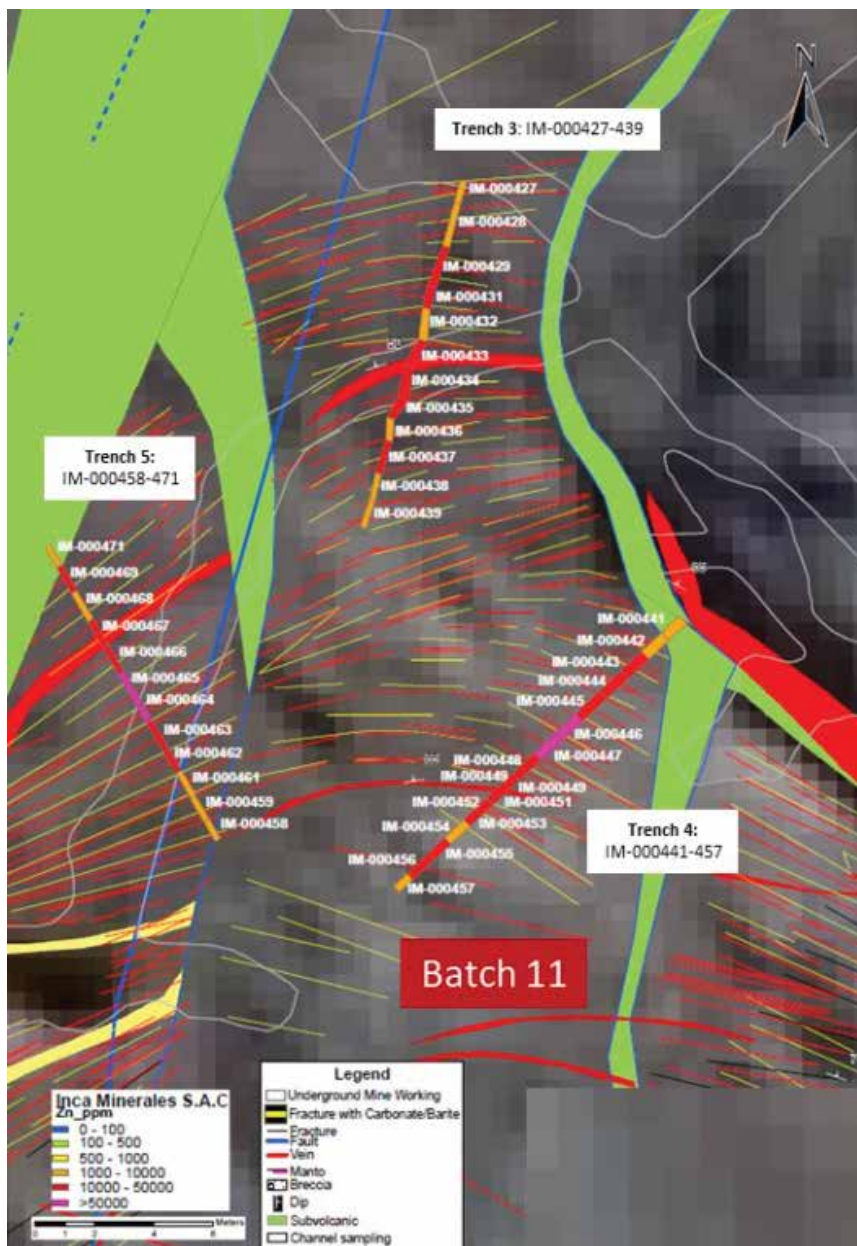 N
Trench 3: IM-000427-439
IM-000427
IM-000428
IM-000429
IM-000431
IM-000432
IM-000433
IM-000434
IM-000435
IM-000436
IM-000437
IM-000438
IM-000439
Trench 5:
IM-000458-471
IM-000471
IM-000469
IM-000468
IM-000467
IM-000466
IM-000465
IM-000464
IM-000463
IM-000462
IM-000461
IM-000459
IM-000458
IM-000441
IM-000442
IM-000443
IM-000444
IM-000445
IM-000446
IM-000447
IM-000448
IM-000449
IM-000449
IM-000452
IM-000451
IM-000454
IM-000453
IM-000456
IM-000455
IM-000457
Trench 4:
IM-000441-457
Batch 11
Inca Minerales S.A.C
Zn_ppm
0 - 100
100 - 500
500 - 1000
1000 - 10000
10000 - 50000
>50000
0 2 4 6 Meters
Legend
Underground Mine Working
Fracture with Carbonate/Barite
Fracture
Fault
Vein
Manto
Breccia
Dip
Subvolcanic
Channel sampling